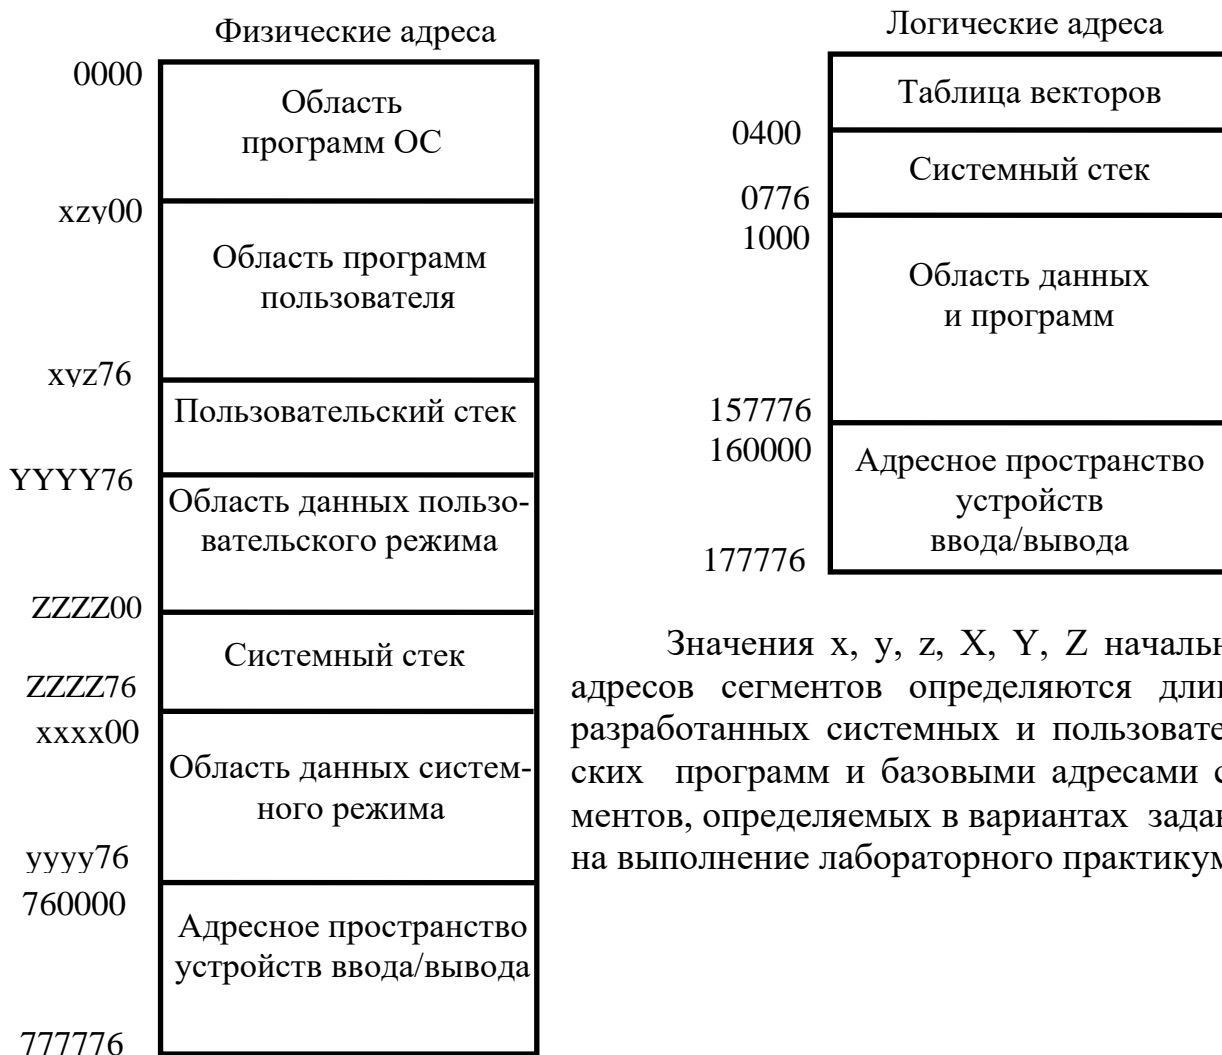 Физические адреса
0000
Область
программ ОС
xzy00
Область программ
пользователя
xyz76
Пользовательский стек
YYYY76
Область данных пользо-
вательского режима
ZZZZ00
Системный стек
ZZZZ76
xxxx00
Область данных систем-
ного режима
yyyy76
760000
Адресное пространство
устройств ввода/вывода
777776
Логические адреса
Таблица векторов
0400
Системный стек
0776
1000
Область данных
и программ
157776
160000
Адресное пространство
устройств
ввода/вывода
177776
Значения x, y, z, X, Y, Z начальн
адресов сегментов определяются длин
разработанных системных и пользовате
ских программ и базовыми адресами с
ментов, определяемых в вариантах задан
на выполнение лабораторного практикум